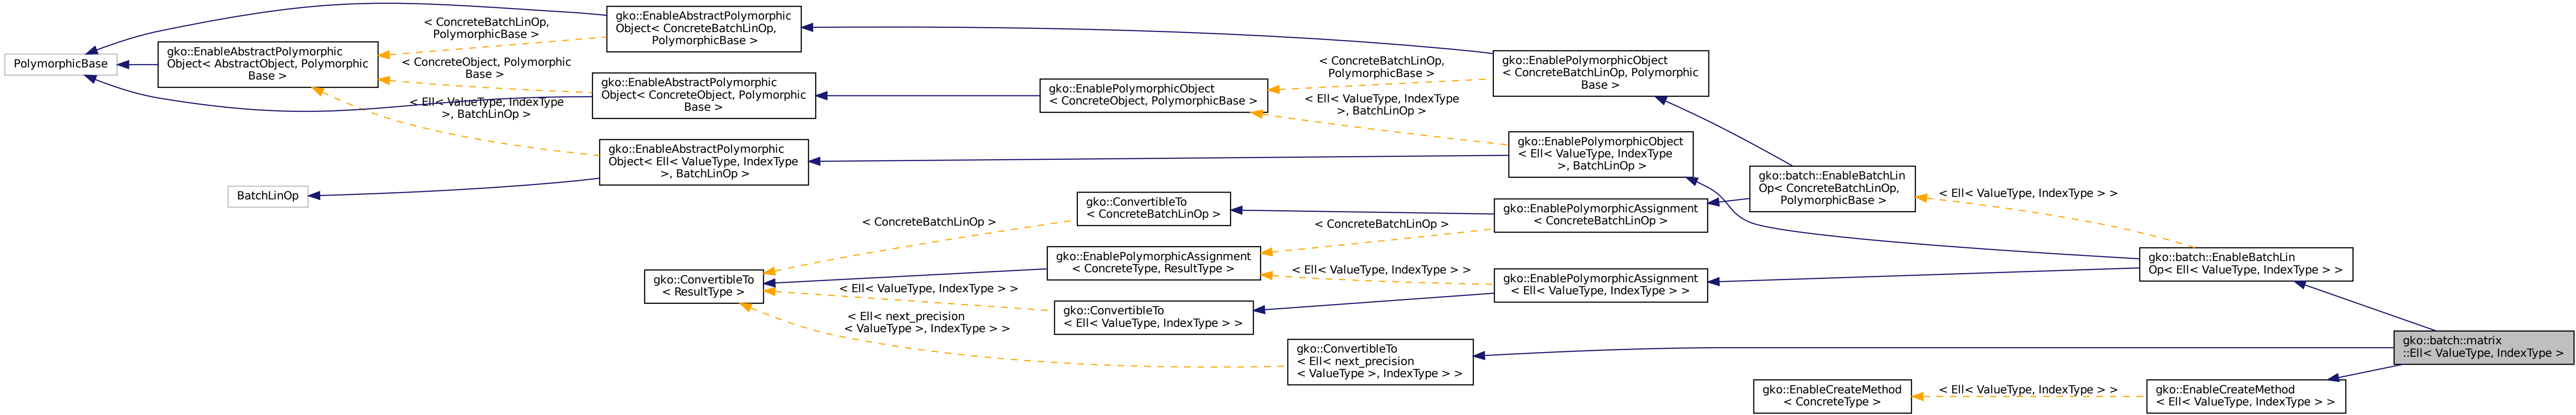 PolymorphicBase
gko::EnableAbstractPolymorphic
Object< AbstractObject, Polymorphic
Base >
BatchLinOp
< ConcreteBatchLinOp,
PolymorphicBase >
< ConcreteObject, Polymorphic
Base >
< Ell< ValueType, IndexType
>, BatchLinOp >
gko::EnableAbstractPolymorphic
Object< ConcreteBatchLinOp,
PolymorphicBase >
gko::EnableAbstractPolymorphic
Object< ConcreteObject, Polymorphic
Base >
gko::EnableAbstractPolymorphic
Object< Ell< ValueType, IndexType
>, BatchLinOp >
gko::ConvertibleTo
< ResultType >
< ConcreteBatchLinOp >
< Ell< ValueType, IndexType > >
< Ell< next_precision
< ValueType >, IndexType > >
gko::EnablePolymorphicObject
< ConcreteObject, PolymorphicBase >
gko::ConvertibleTo
< ConcreteBatchLinOp >
gko::EnablePolymorphicAssignment
< ConcreteType, ResultType >
gko::ConvertibleTo
< Ell< ValueType, IndexType > >
< ConcreteBatchLinOp,
PolymorphicBase >
< Ell< ValueType, IndexType
>, BatchLinOp >
< ConcreteBatchLinOp >
< Ell< ValueType, IndexType > >
gko::ConvertibleTo
< Ell< next_precision
< ValueType >, IndexType > >
gko::EnablePolymorphicObject
< ConcreteBatchLinOp, Polymorphic
Base >
gko::EnablePolymorphicObject
< Ell< ValueType, IndexType
>, BatchLinOp >
gko::EnablePolymorphicAssignment
< ConcreteBatchLinOp >
gko::EnablePolymorphicAssignment
< Ell< ValueType, IndexType > >
gko::batch::EnableBatchLin
Op< ConcreteBatchLinOp,
PolymorphicBase >
gko::EnableCreateMethod
< ConcreteType >
< Ell< ValueType, IndexType > >
< Ell< ValueType, IndexType > >
gko::batch::EnableBatchLin
Op< Ell< ValueType, IndexType > >
gko::EnableCreateMethod
< Ell< ValueType, IndexType > >
gko::batch::matrix
::Ell< ValueType, IndexType >